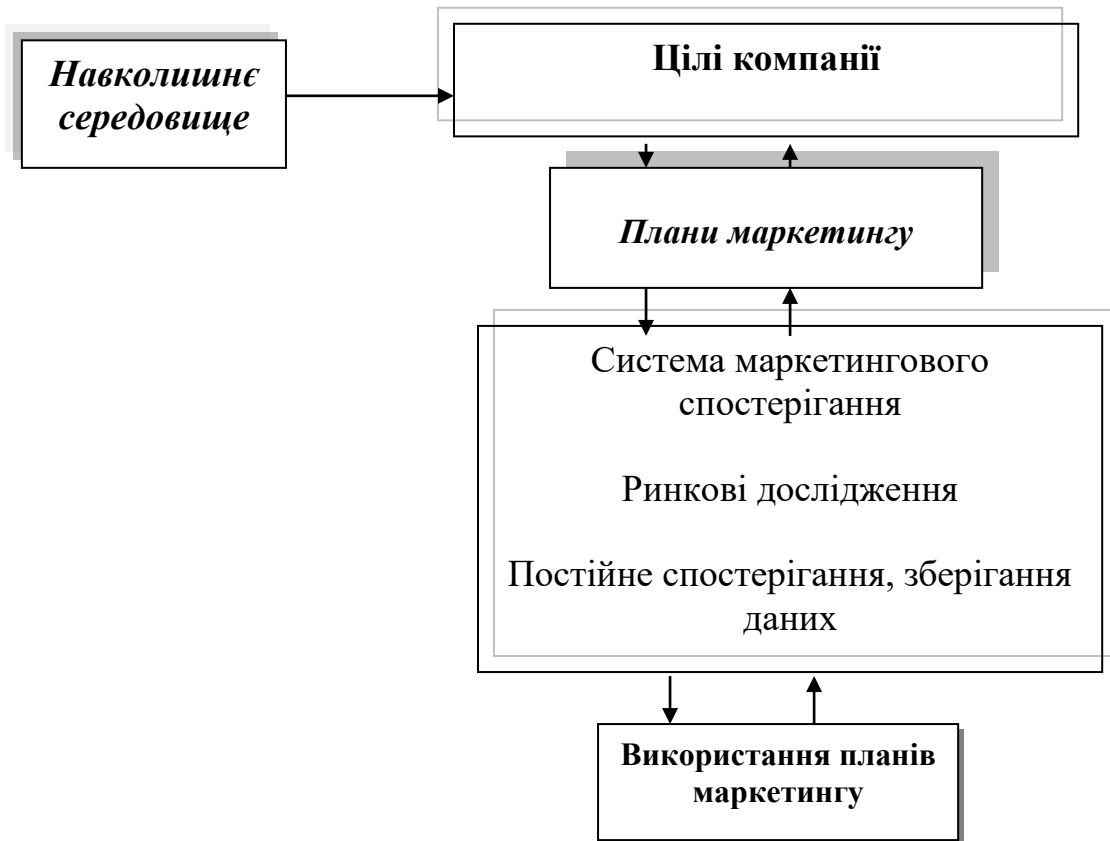 Навколишнє
середовище
Цілі компанії
Плани маркетингу
Система маркетингового
спостерігання
Ринкові дослідження
Постійне спостерігання, зберігання
даних
Використання планів
маркетингу